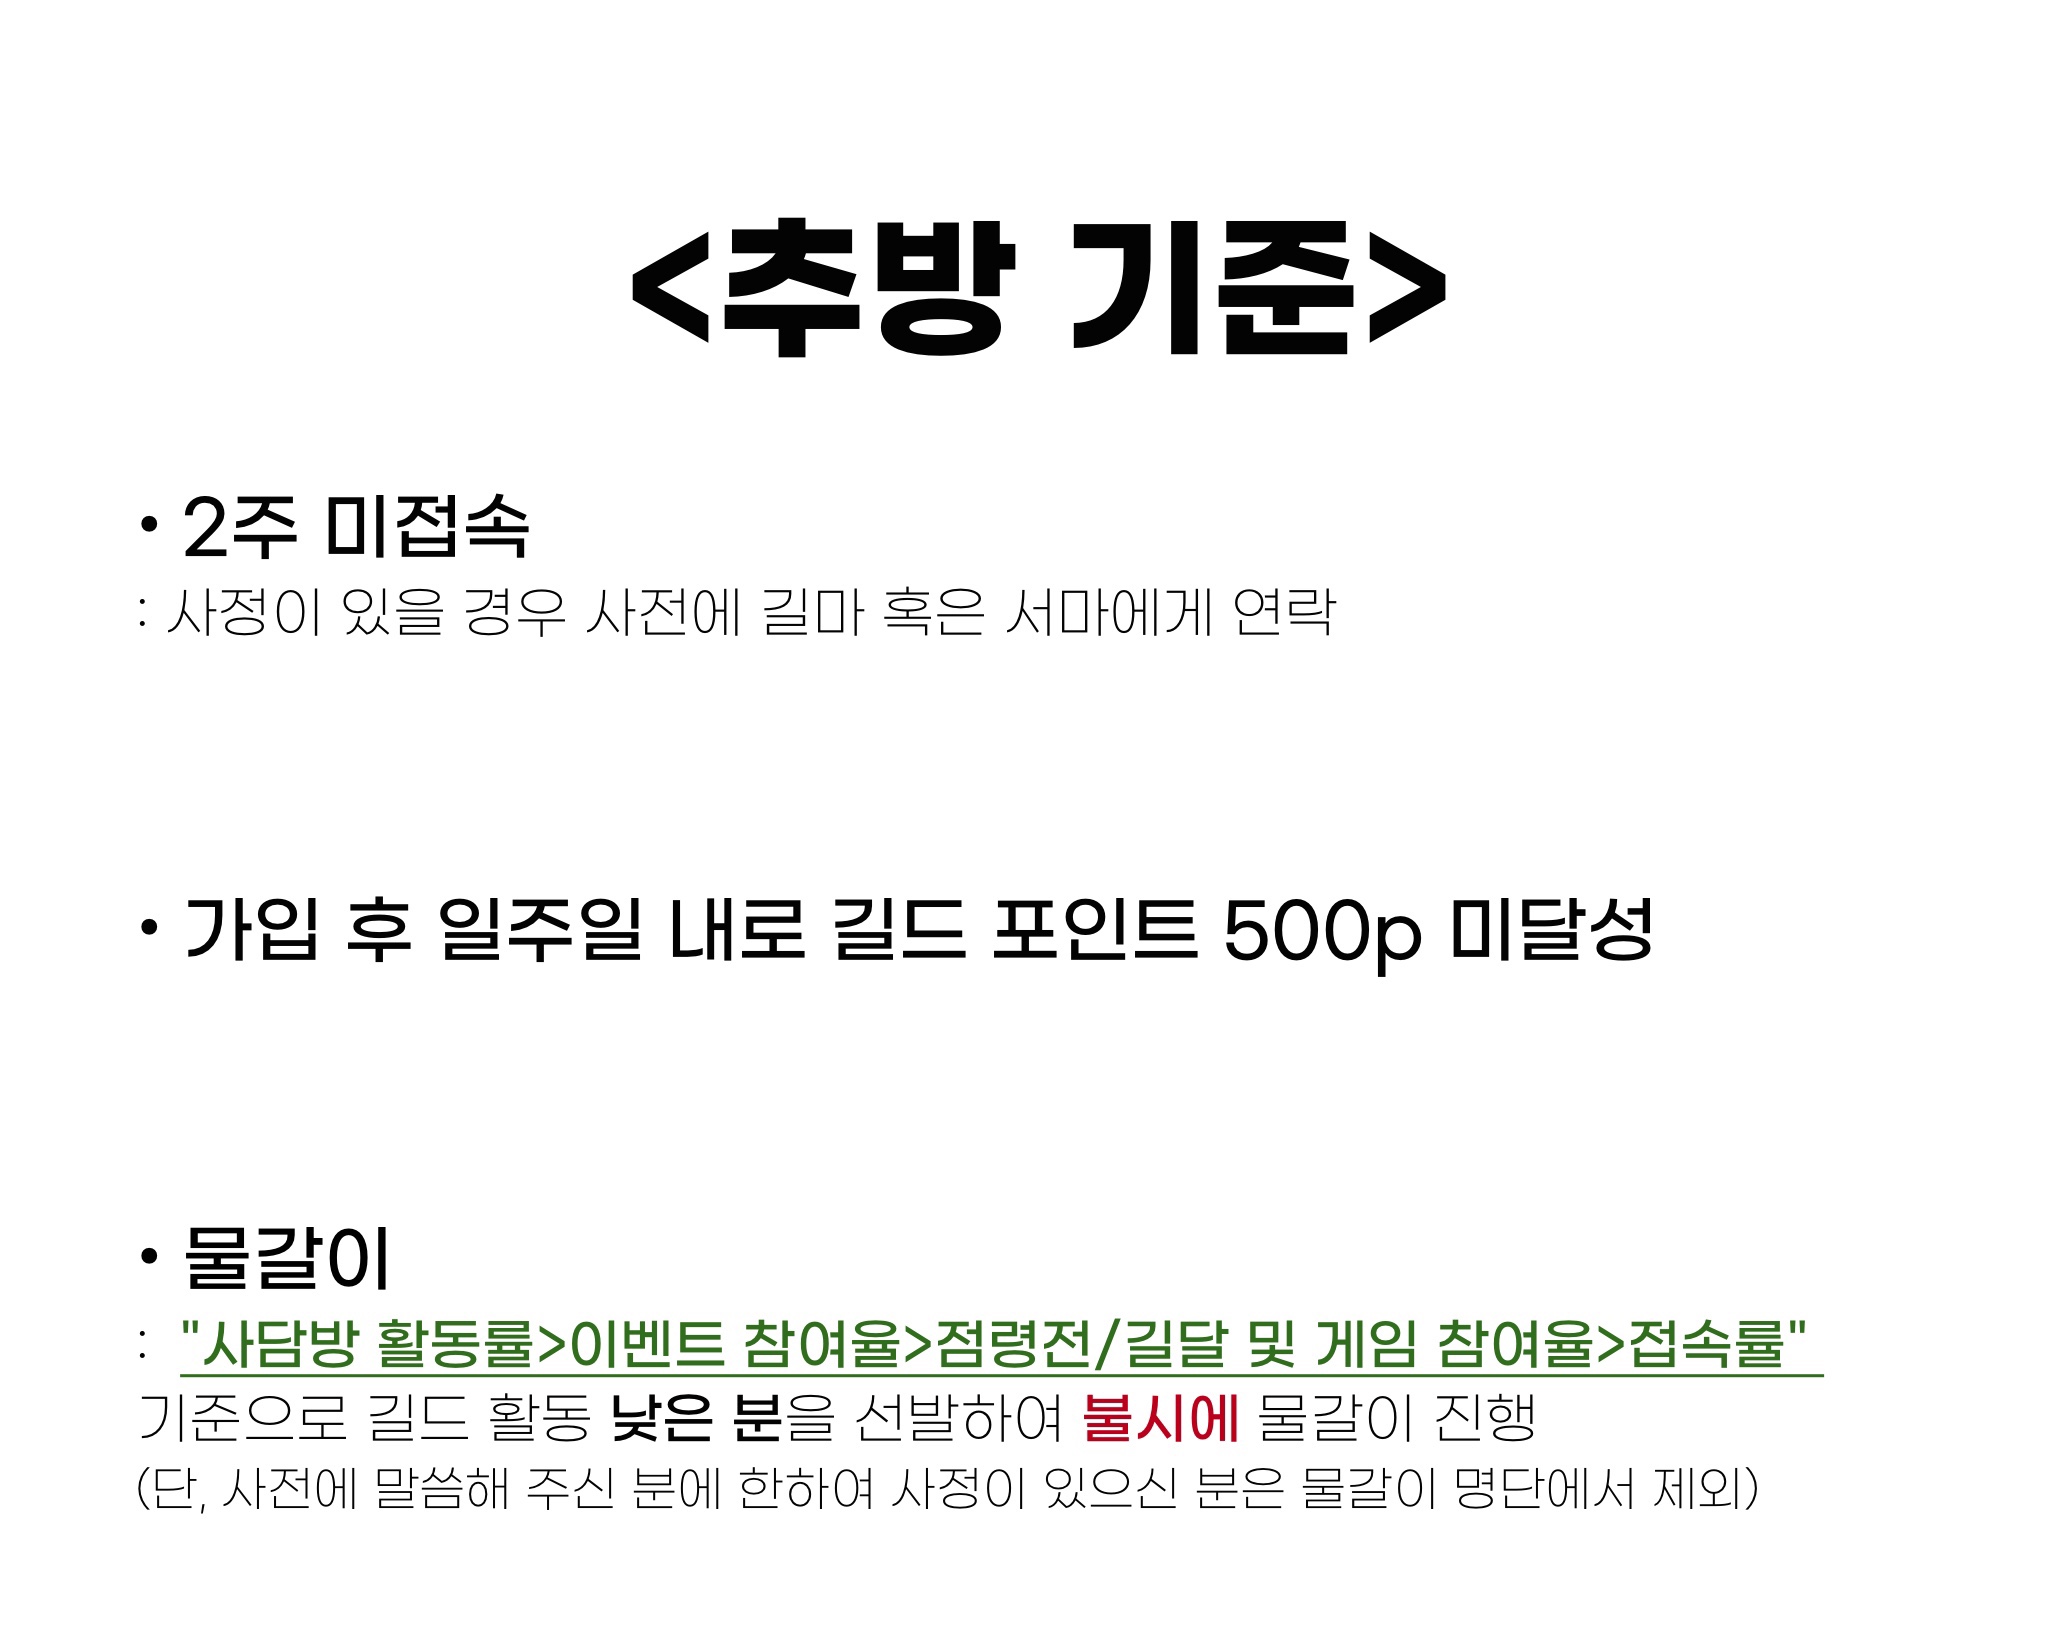 <추방 기준>
• 2주 미접속
: 사정이 있을 경우 사전에 길마 혹은 서마에게 연락
• 가입 후 일주일 내로 길드 포인트 500p 미달성
• 물갈이
: "사담방 활동률>이벤트 참여율>점령전/길달 및 게임 참여율>접속률"
기준으로 길드 활동 낮은 분을 선발하여 불시에 물갈이 진행
(단, 사전에 말씀해 주신 분에 한하여 사정이 있으신 분은 물갈이 명단에서 제외)